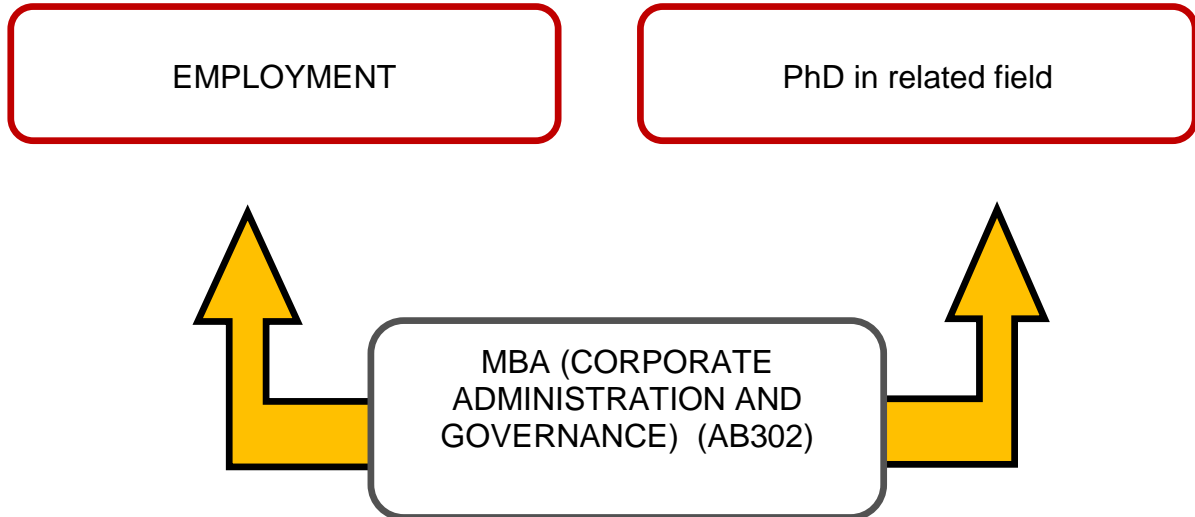 EMPLOYMENT
PhD in related field
MBA (CORPORATE
ADMINISTRATION AND
GOVERNANCE) (AB302)